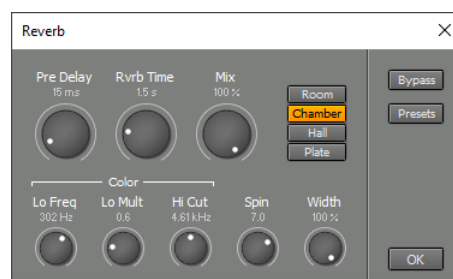 Reverb
Pre Delay Rvrb Time Mix
15 ms 1.5 s 100 %
Room
Chamber
Hall
Plate
Bypass
Presets
Color
Lo Freq Lo Mult Hi Cut Spin Width
302 Hz 0.6 4.61 kHz 7.0 100 %
OK